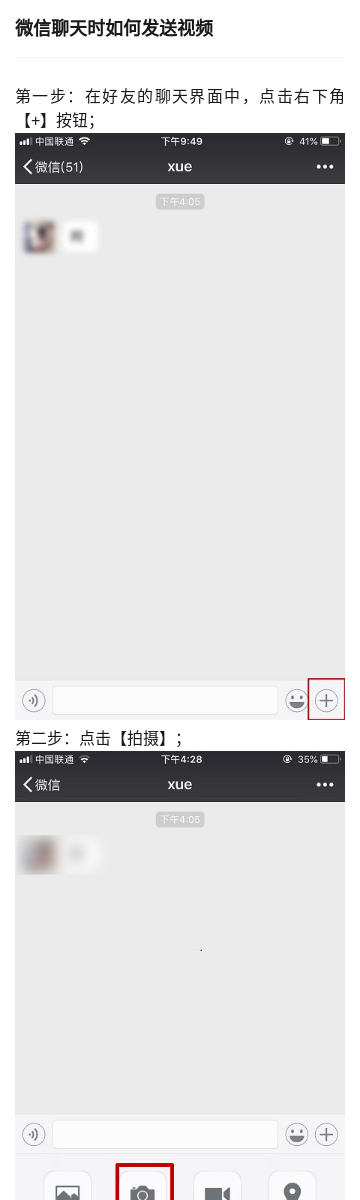 微信聊天时如何发送视频
第一步：在好友的聊天界面中，点击右下角
【+】按钮；
中国联通 下午9:49 41%
微信(51) xue
下午4:05
第二步：点击【拍摄】；
中国联通 下午4:28 35%
微信 xue
下午4:05